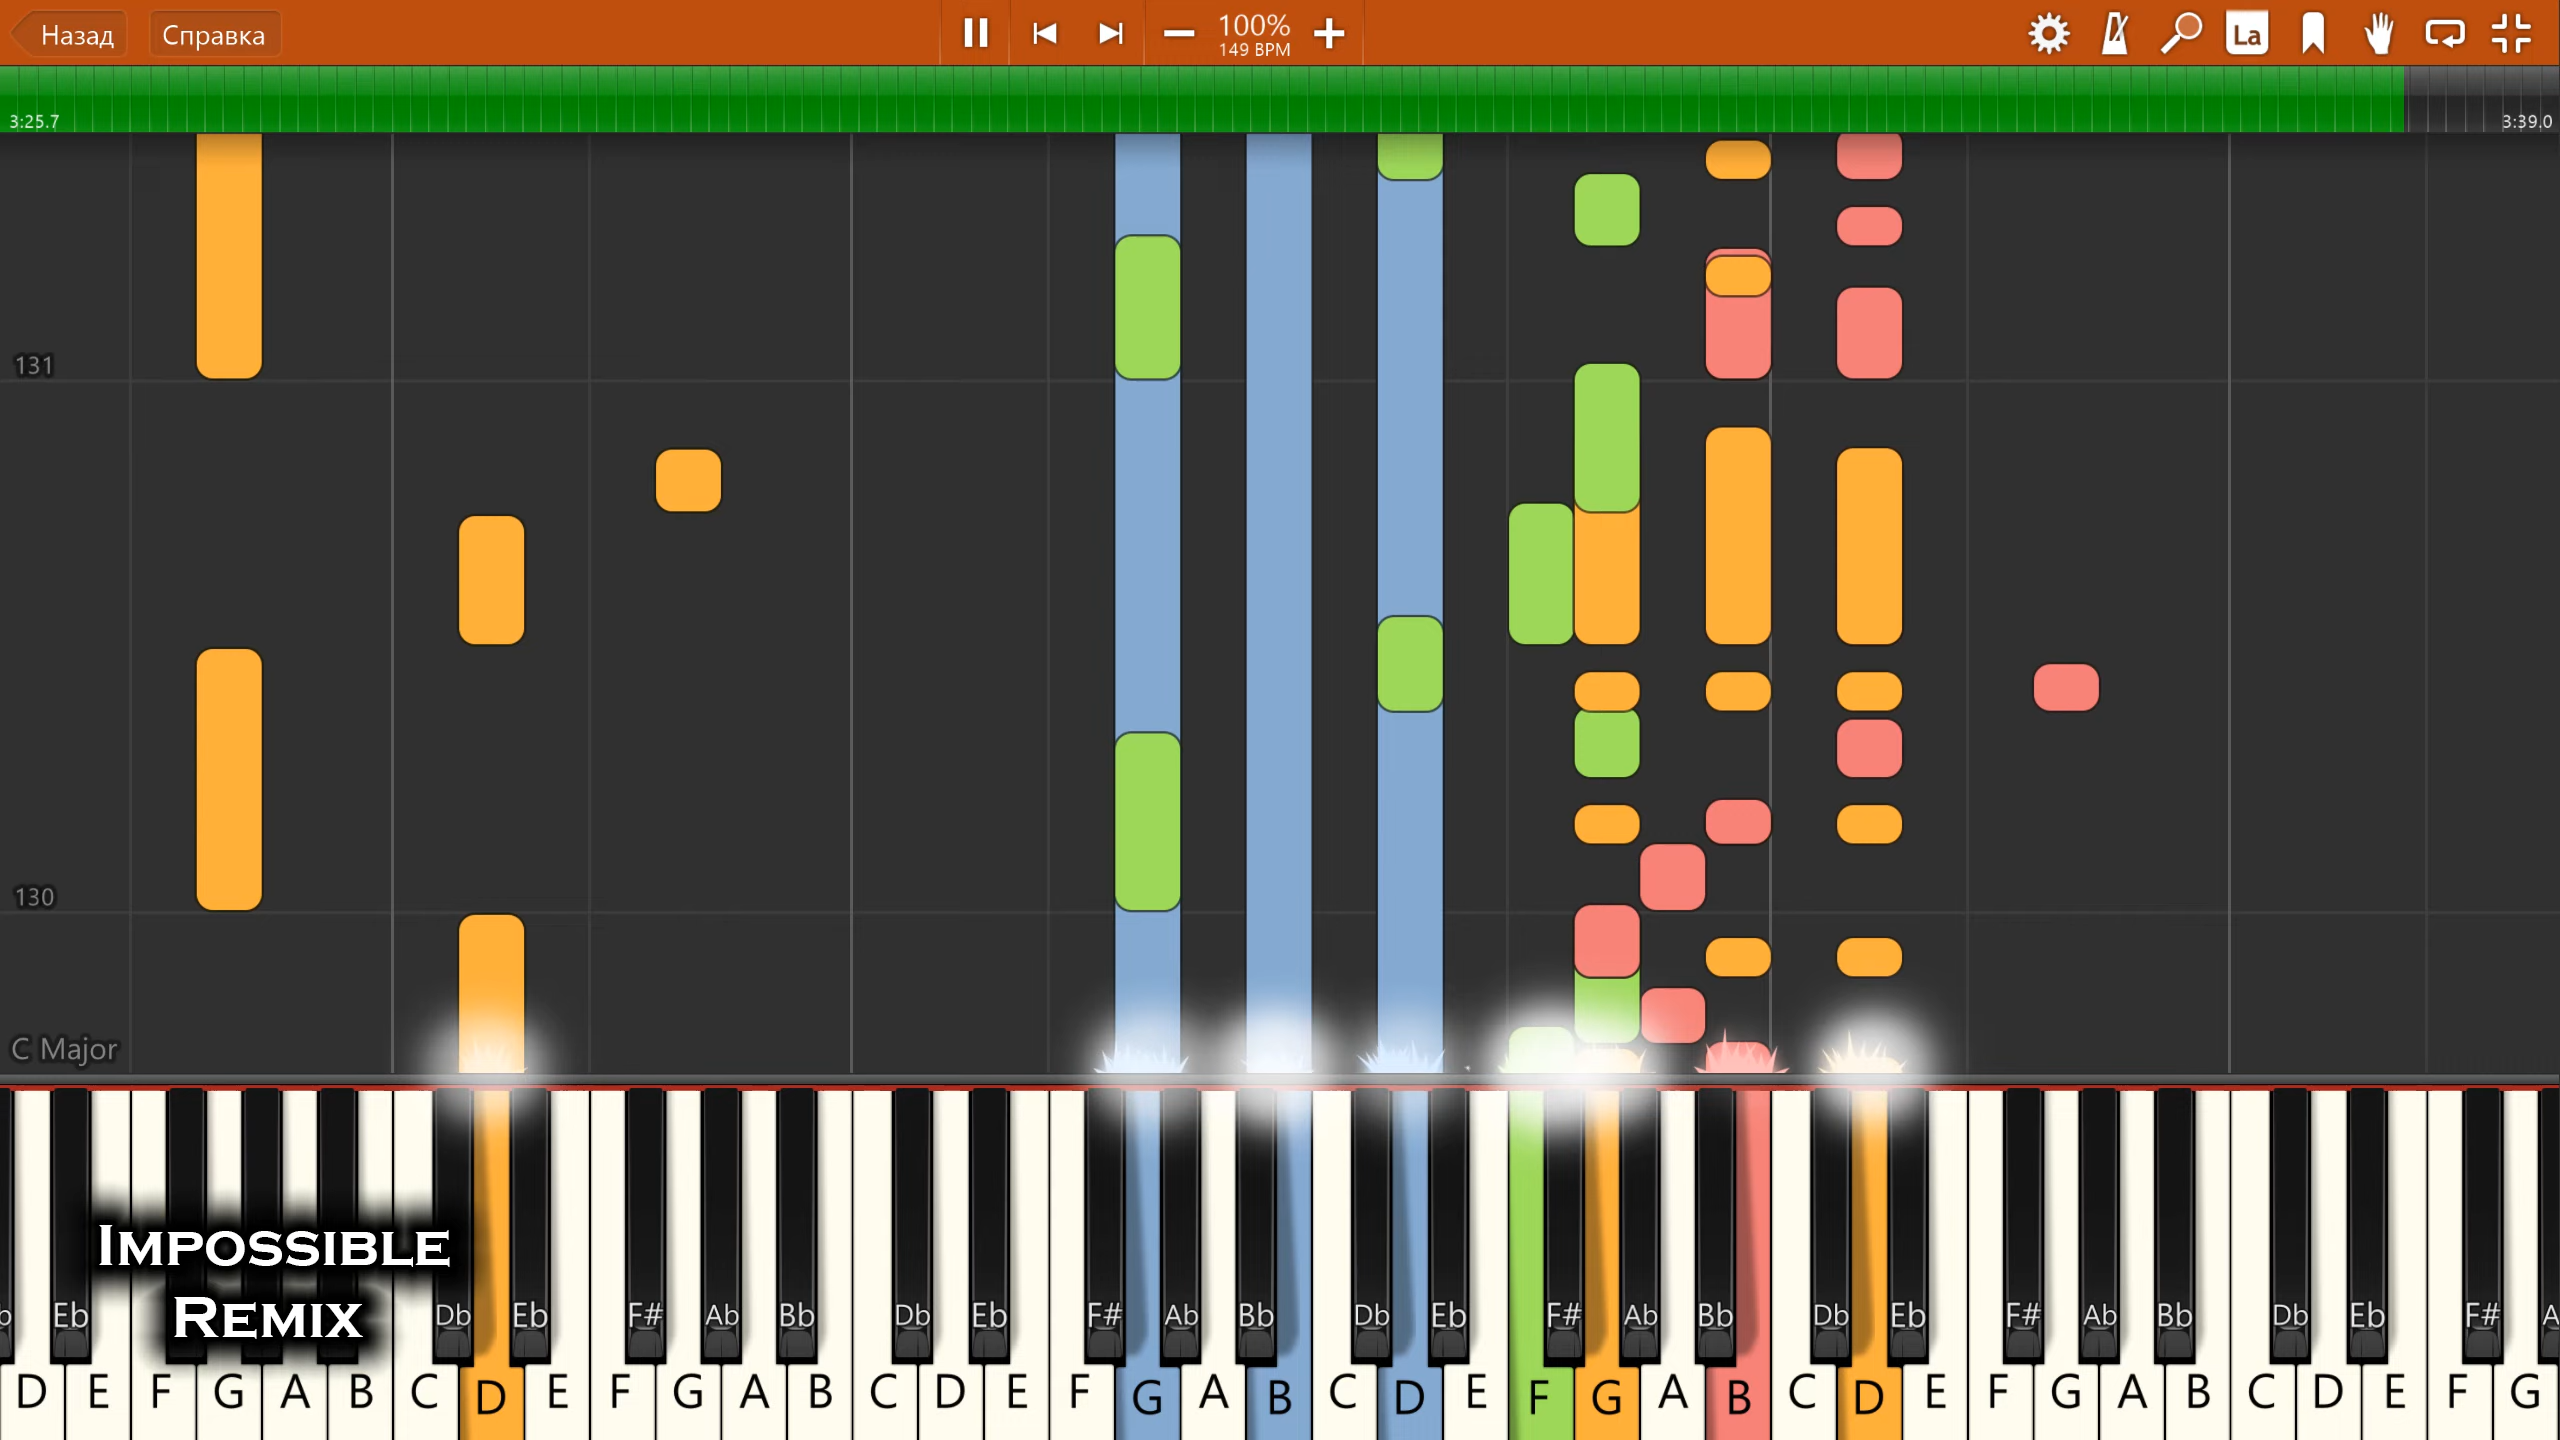 Назад Справка 100% La
149 BPM
3:25.7 3:39.0
131
130
C Major
Impossible
Remix
Eb Db Eb F# Ab Bb Db Eb F# Ab Bb Db Eb F# Ab Bb Db Eb F# Ab Bb Db Eb F#
D E F G A B C D E F G A B C D E F G A B C D E F G A B C D E F G A B C D E F G